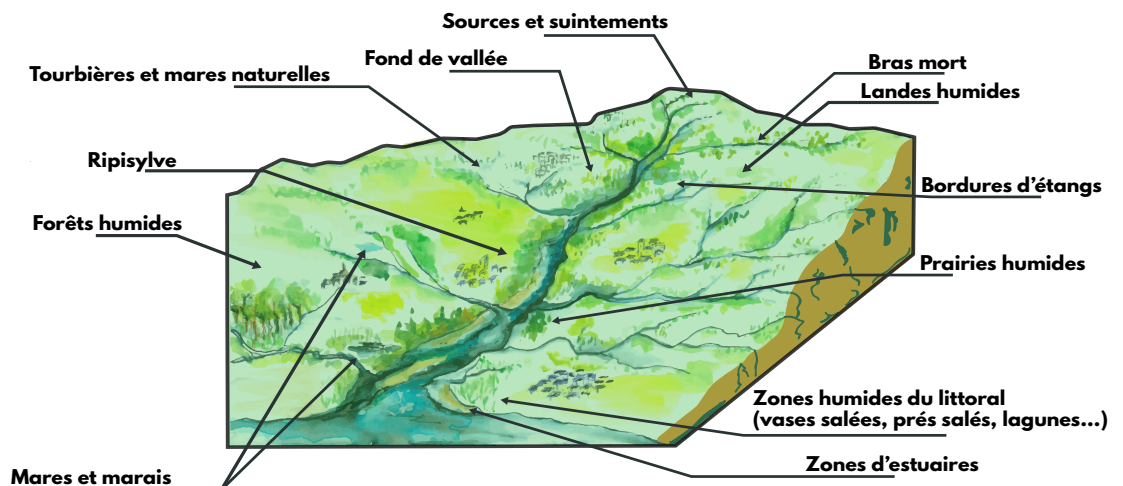 Sources et suintements
Fond de vallée
Bras mort
Tourbières et mares naturelles
Landes humides
Ripisylve
Bordures d'étangs
Forêts humides
Prairies humides
Zones humides du littoral
(vases salées, prés salés, lagunes...)
Zones d'estuaires
Mares et marais